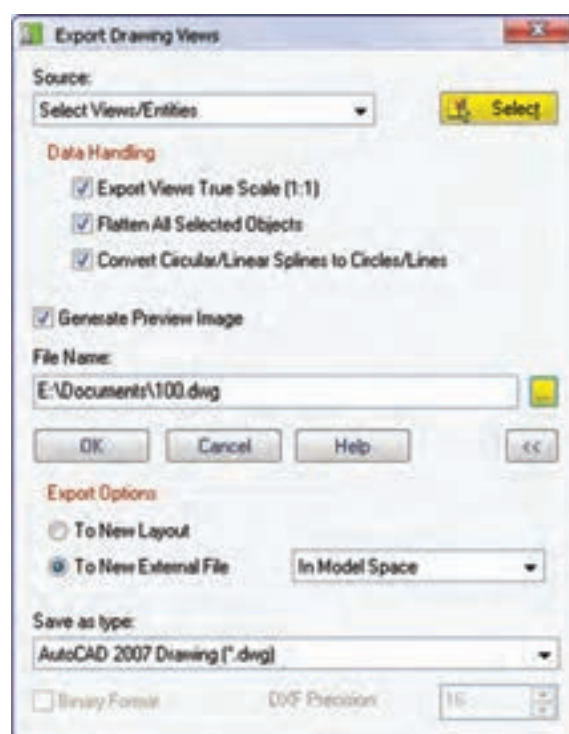 Export Drawing Views
Source:
Select Views/Entities
Select
Data Handling
Export Views True Scale (1:1)
Flatten All Selected Objects
Convert Circular/Linear Splines to Circles/Lines
Generate Preview Image
File Name:
E:\Documents\100.dwg
...
OK Cancel Help <<
Export Options
To New Layout
To New External File In Model Space
Save as type:
AutoCAD 2007 Drawing (*.dwg)
Binary Format DXF Precision: 16